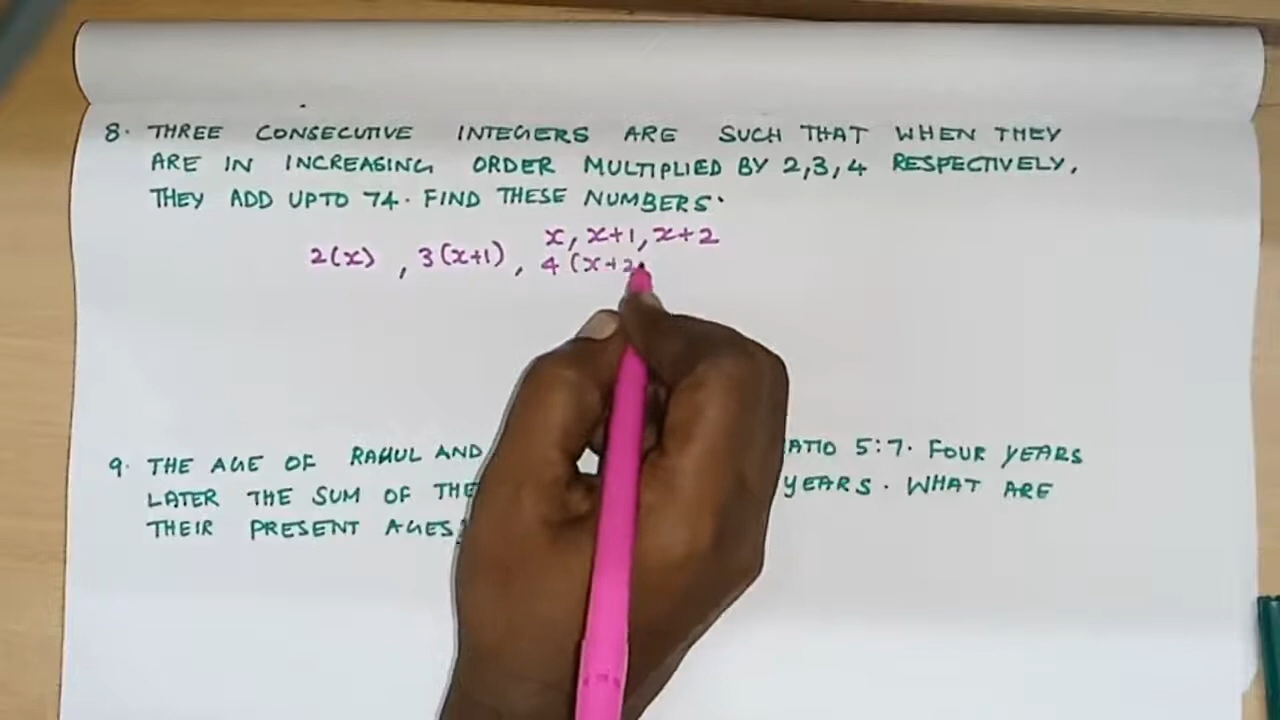 8. THREE CONSECUTIVE INTEGERS ARE SUCH THAT WHEN THEY
ARE IN INCREASING ORDER MULTIPLIED BY 2,3,4 RESPECTIVELY,
THEY ADD UPTO 74. FIND THESE NUMBERS.
x, x+1, x+2
2(x) , 3(x+1) , 4(x+2
9. THE AGE OF RAHUL AND 5:7. FOUR YEARS
LATER THE SUM OF THE YEARS. WHAT ARE
THEIR PRESENT AGES